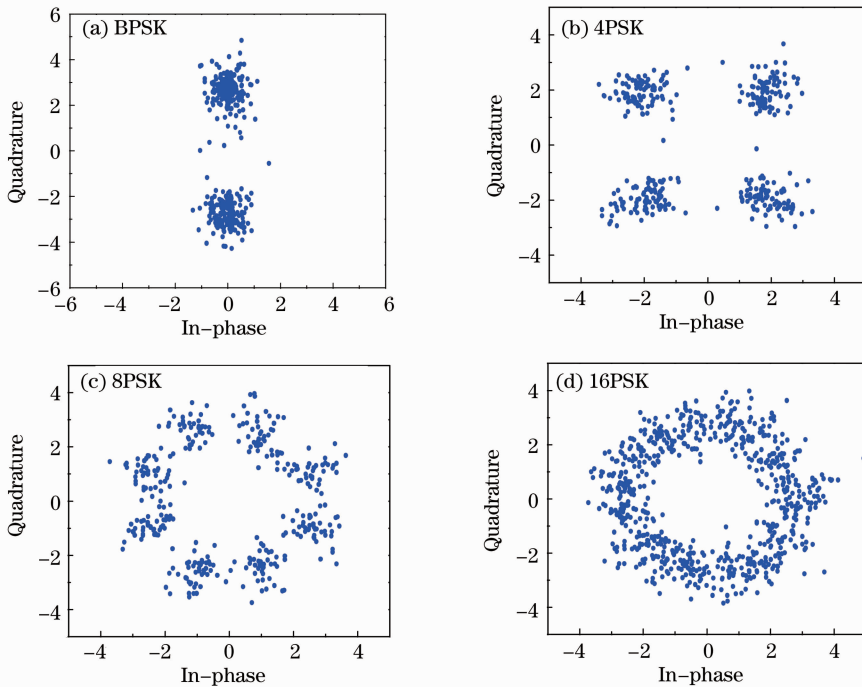 (a) BPSK
6
4
2
0
−2
−4
−6
−6 −4 −2 0 2 4 6
Quadrature
In−phase
(b) 4PSK
4
2
0
−2
−4
−4 −2 0 2 4
Quadrature
In−phase
(c) 8PSK
4
2
0
−2
−4
−4 −2 0 2 4
Quadrature
In−phase
(d) 16PSK
4
2
0
−2
−4
−4 −2 0 2 4
Quadrature
In−phase